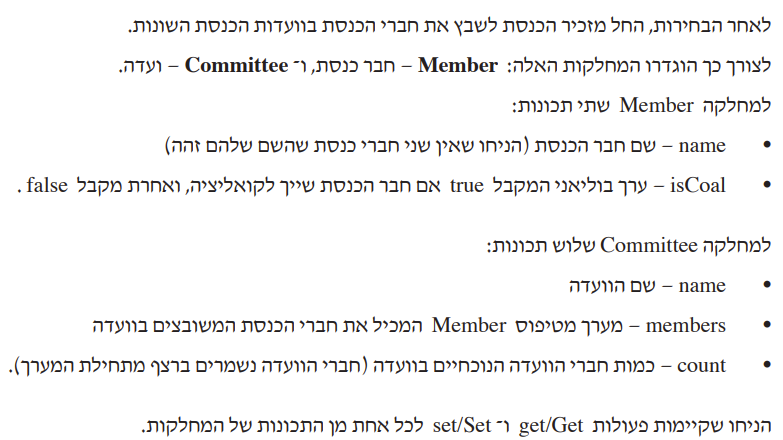 לאחר הבחירות, החל מזכיר הכנסת לשבץ את חברי הכנסת בוועדות הכנסת השונות.
לצורך כך הוגדרו המחלקות האלה: Member – חבר כנסת, ו־ Committee – ועדה.
למחלקה Member שתי תכונות:
• name – שם חבר הכנסת (הניחו שאין שני חברי כנסת שהשם שלהם זהה)
• isCoal – ערך בוליאני המקבל true אם חבר הכנסת שייך לקואליציה, ואחרת מקבל false .
למחלקה Committee שלוש תכונות:
• name – שם הוועדה
• members – מערך מטיפוס Member המכיל את חברי הכנסת המשובצים בוועדה
• count – כמות חברי הוועדה הנוכחיים בוועדה (חברי הוועדה נשמרים ברצף מתחילת המערך).
הניחו שקיימות פעולות get/Get ו־ set/Set לכל אחת מן התכונות של המחלקות.